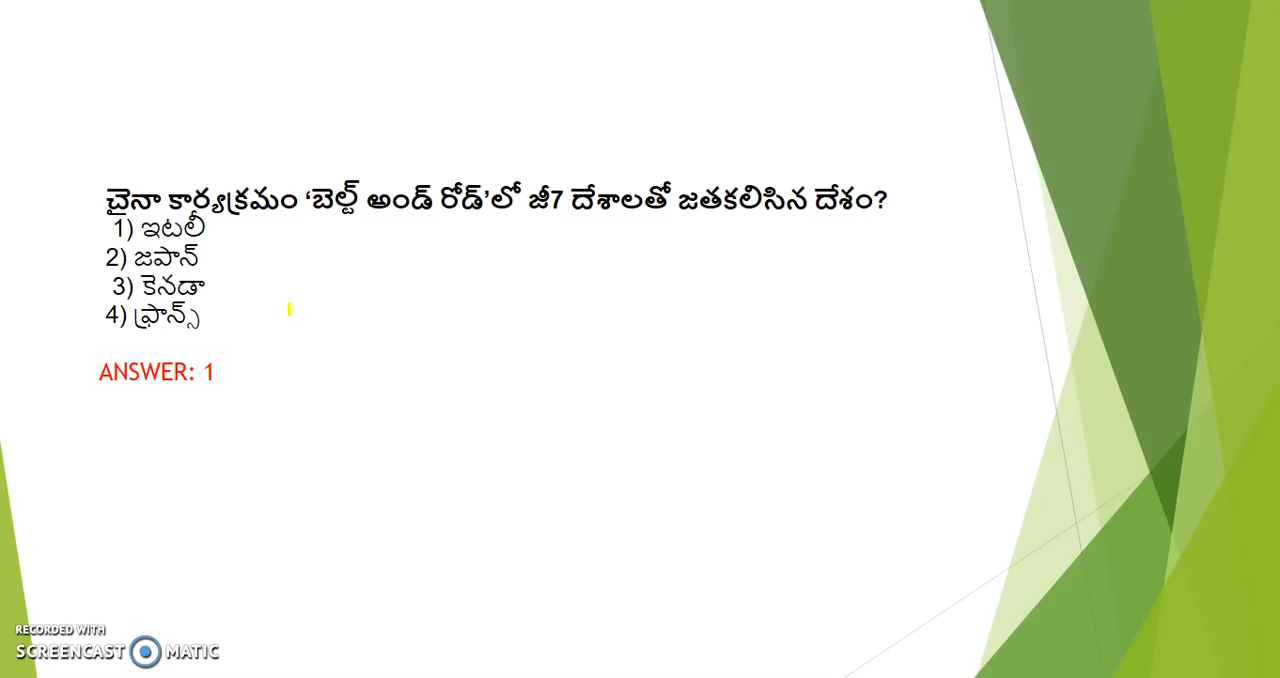 చైనా కార్యక్రమం ‘బెల్ట్ అండ్ రోడ్’లో జీ7 దేశాలతో జతకలిసిన దేశం?
1) ఇటలీ
2) జపాన్
3) కెనడా
4) ఫ్రాన్స్
ANSWER: 1
RECORDED WITH
SCREENCAST MATIC